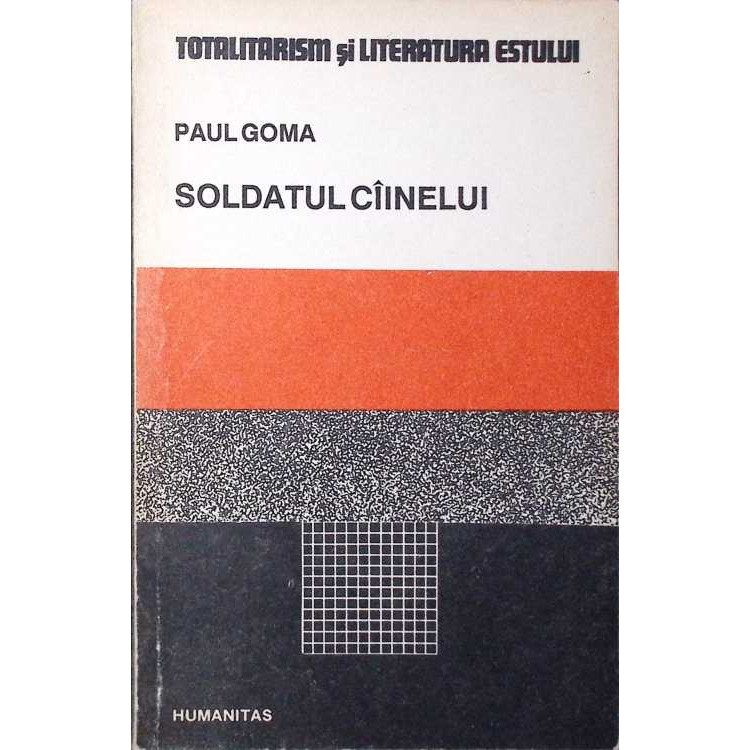 TOTALITARISM şi LITERATURA ESTULUI
PAUL GOMA
SOLDATUL CÎINELUI
HUMANITAS